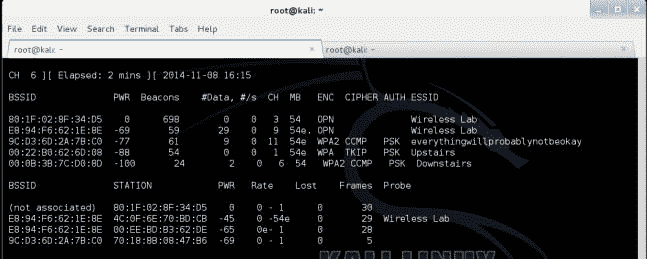 root@kali: ~
File Edit View Search Terminal Tabs Help
root@kali: ~ × root@kali: ~ ×
CH 6 ][ Elapsed: 2 mins ][ 2014-11-08 16:15
BSSID PWR Beacons #Data, #/s CH MB ENC CIPHER AUTH ESSID
80:1F:02:8F:34:D5 0 698 0 0 3 54 OPN Wireless Lab
E8:94:F6:62:1E:8E -69 59 29 0 9 54e. OPN Wireless Lab
9C:D3:6D:2A:7B:C0 -77 61 9 0 11 54e WPA2 CCMP PSK everythingwillprobablynotbeokay
00:22:B0:62:6D:08 -88 54 0 0 1 54e WPA TKIP PSK Upstairs
00:0B:3B:7C:D0:8D -100 24 2 0 6 54 WPA2 CCMP PSK Downstairs
BSSID STATION PWR Rate Lost Frames Probe
(not associated) 80:1F:02:8F:34:D5 0 0 - 1 0 30
E8:94:F6:62:1E:8E 4C:0F:6E:70:BD:CB -45 0 -54e 0 29 Wireless Lab
E8:94:F6:62:1E:8E 00:EE:BD:B3:62:DE -65 0e- 1 0 28
9C:D3:6D:2A:7B:C0 70:18:8B:08:47:B6 -69 0 - 1 0 5
KALI LINUX